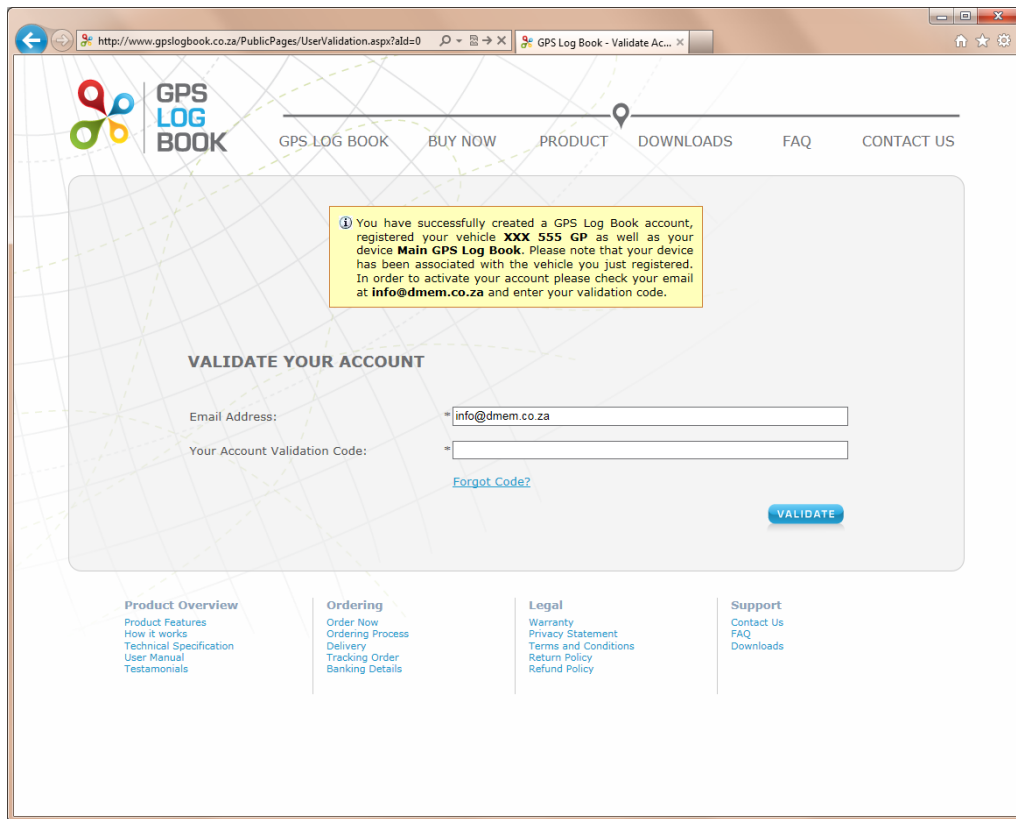 http://www.gpslogbook.co.za/PublicPages/UserValidation.aspx?aId=0
GPS Log Book - Validate Ac...
GPS
LOG
BOOK
GPS LOG BOOK BUY NOW PRODUCT DOWNLOADS FAQ CONTACT US
You have successfully created a GPS Log Book account,
registered your vehicle XXX 555 GP as well as your
device Main GPS Log Book. Please note that your device
has been associated with the vehicle you just registered.
In order to activate your account please check your email
at info@dmem.co.za and enter your validation code.
VALIDATE YOUR ACCOUNT
Email Address: * info@dmem.co.za
Your Account Validation Code: *
Forgot Code?
VALIDATE
Product Overview
Product Features
How it works
Technical Specification
User Manual
Testamonials
Ordering
Order Now
Ordering Process
Delivery
Tracking Order
Banking Details
Legal
Warranty
Privacy Statement
Terms and Conditions
Return Policy
Refund Policy
Support
Contact Us
FAQ
Downloads